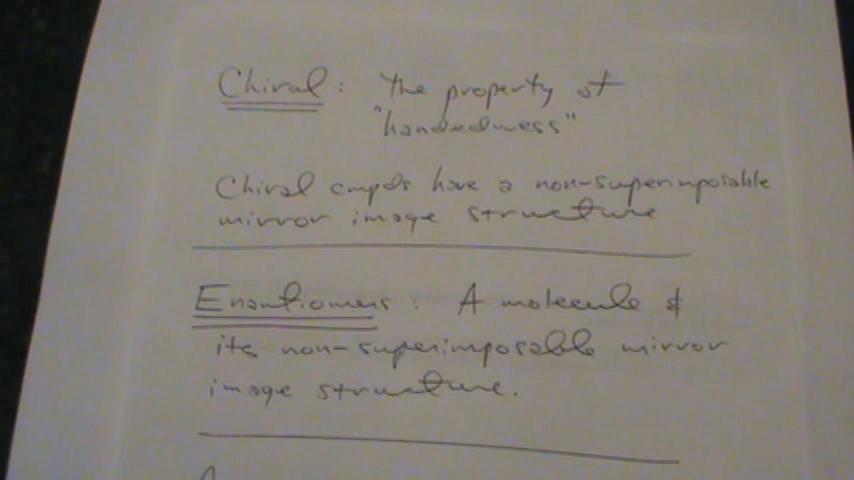 Chiral : The property of
"handedness"
Chiral cmpds have a non-superimposable
mirror image structure
Enantiomers : A molecule &
its non-superimposable mirror
image structure.